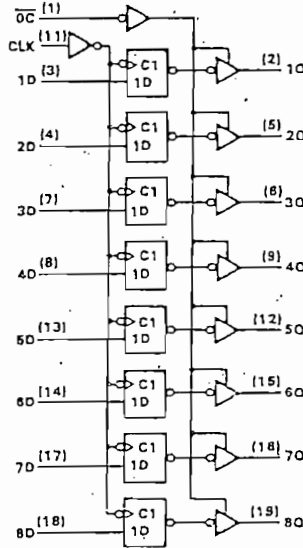 OC (1)
CLK (11)
C1
1D (3) 1D (2) 1Q
C1
2D (4) 1D (5) 2Q
C1
3D (7) 1D (6) 3Q
C1
4D (8) 1D (9) 4Q
C1
5D (13) 1D (12) 5Q
C1
6D (14) 1D (15) 6Q
C1
7D (17) 1D (16) 7Q
C1
8D (18) 1D (19) 8Q